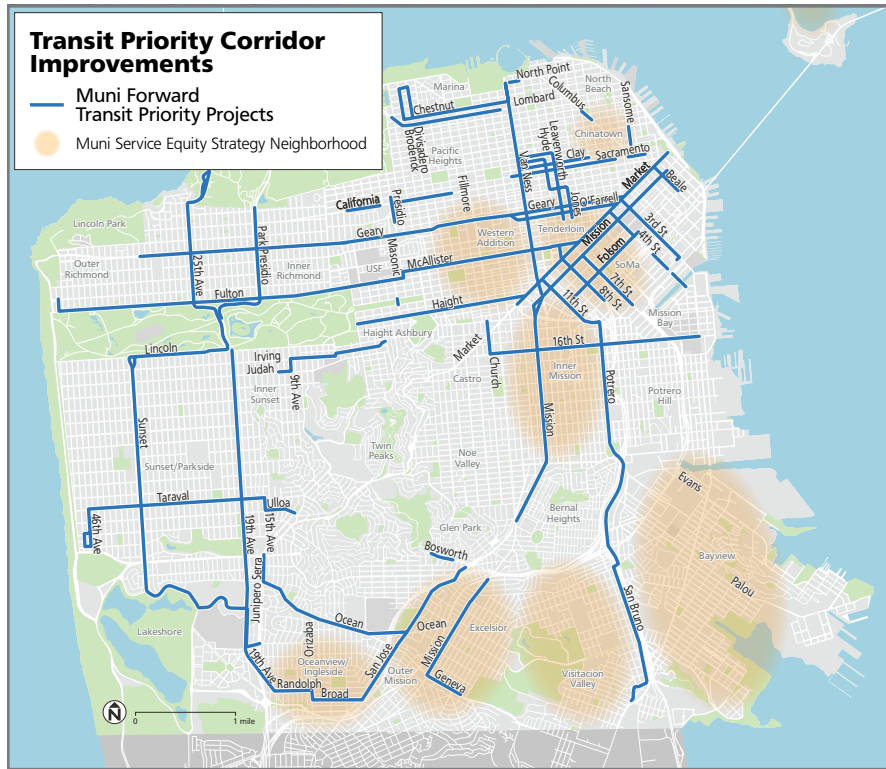 Transit Priority Corridor
Improvements
Muni Forward
Transit Priority Projects
Muni Service Equity Strategy Neighborhood
North Point
Marina
North
Beach
Columbus
Sansome
Chestnut
Lombard
Divisadero
Broderick
Pacific
Heights
Leavenworth
Hyde
Chinatown
Clay
Sacramento
Van Ness
Market
Beale
Fillmore
Presidio
California
Jones
O'Farrell
Geary
Lincoln Park
Geary
Western
Addition
Tenderloin
Mission
3rd St
4th St
Park Presidio
25th Ave
Outer
Richmond
Inner
Richmond
USF
Masonic
McAllister
Folsom
SoMa
7th St
8th St
11th St
Fulton
Haight
Mission
Bay
Haight Ashbury
Lincoln
Irving
Judah
Market
16th St
Inner
Sunset
9th Ave
Castro
Church
Inner
Mission
Potrero
Potrero
Hill
Sunset
Mission
Twin
Peaks
Noe
Valley
Sunset/Parkside
Taraval
Ulloa
Evans
46th Ave
19th Ave
15th Ave
Glen Park
Bernal
Heights
Bosworth
Bayview
Palou
Junipero Serra
San Bruno
Lakeshore
Orizaba
Ocean
Ocean
Excelsior
19th Ave
Oceanview/
Ingleside
San Jose
Outer
Mission
Mission
Visitacion
Valley
Randolph
Broad
Geneva
N
0
1 mile